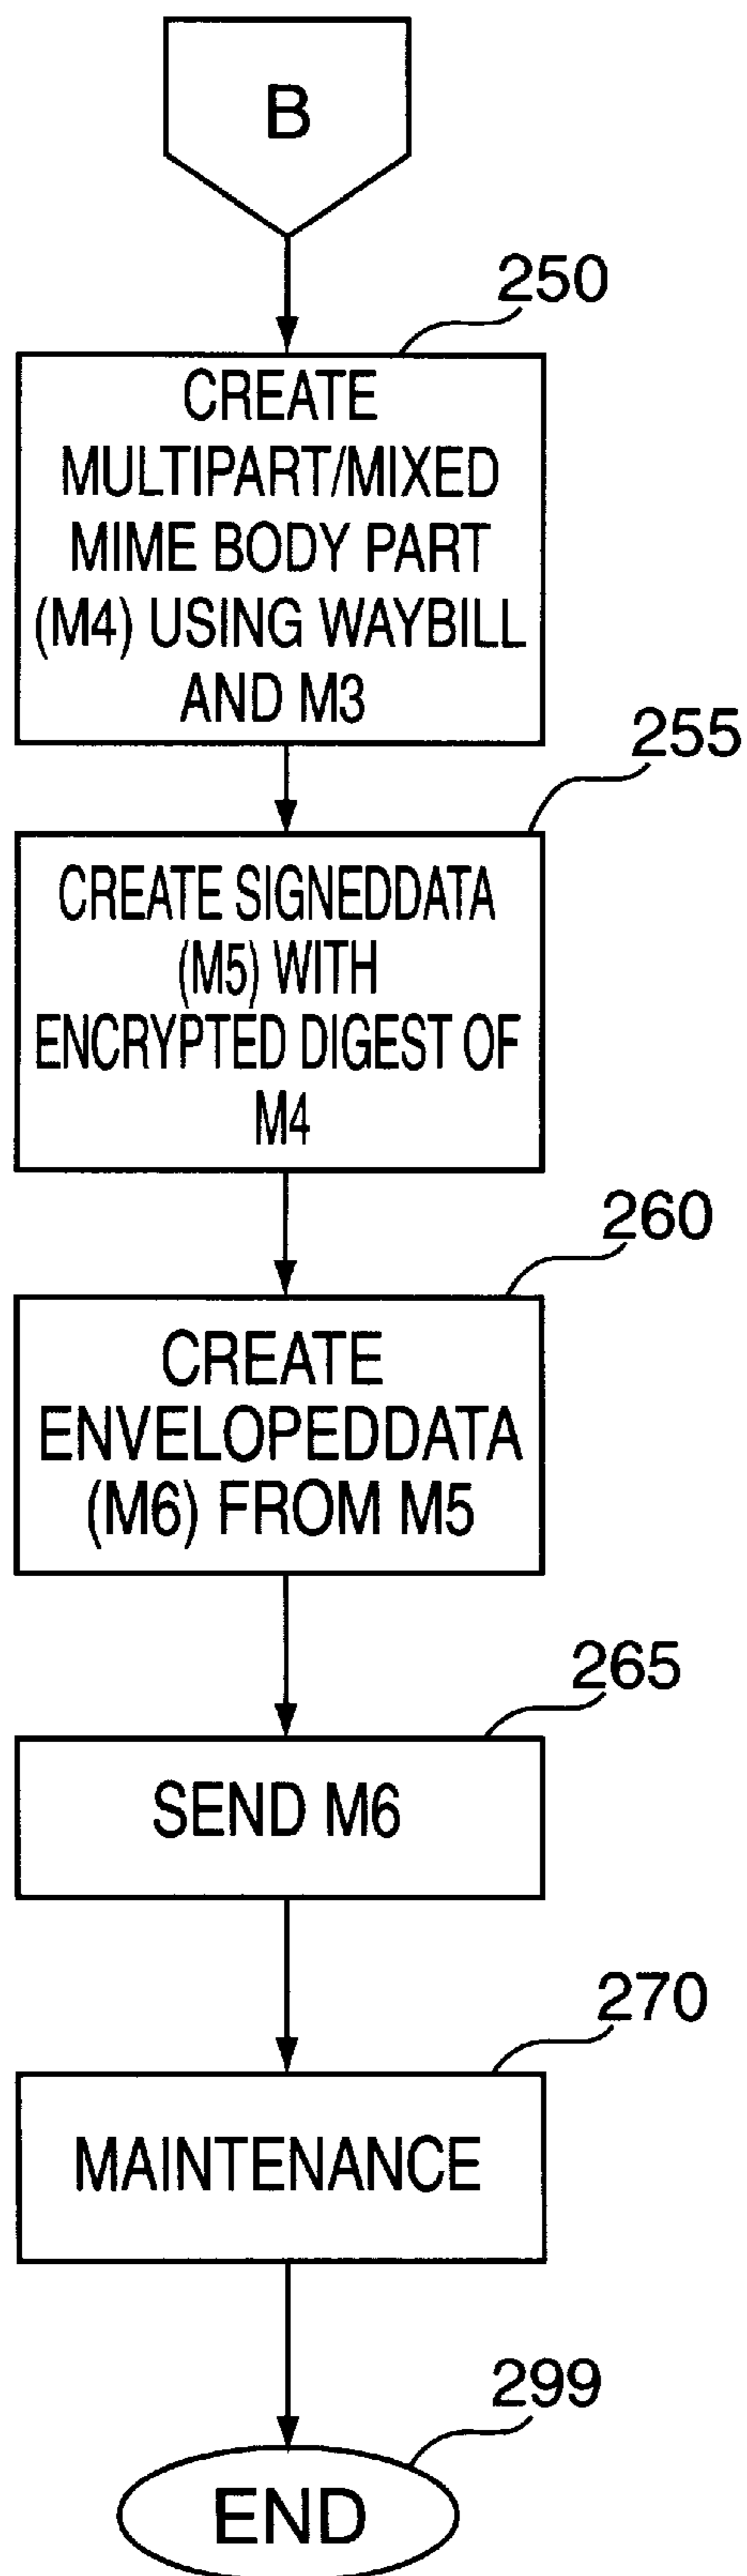 B
250
CREATE
MULTIPART/MIXED
MIME BODY PART
(M4) USING WAYBILL
AND M3
255
CREATE SIGNEDDATA
(M5) WITH
ENCRYPTED DIGEST OF
M4
260
CREATE
ENVELOPEDDATA
(M6) FROM M5
265
SEND M6
270
MAINTENANCE
299
END